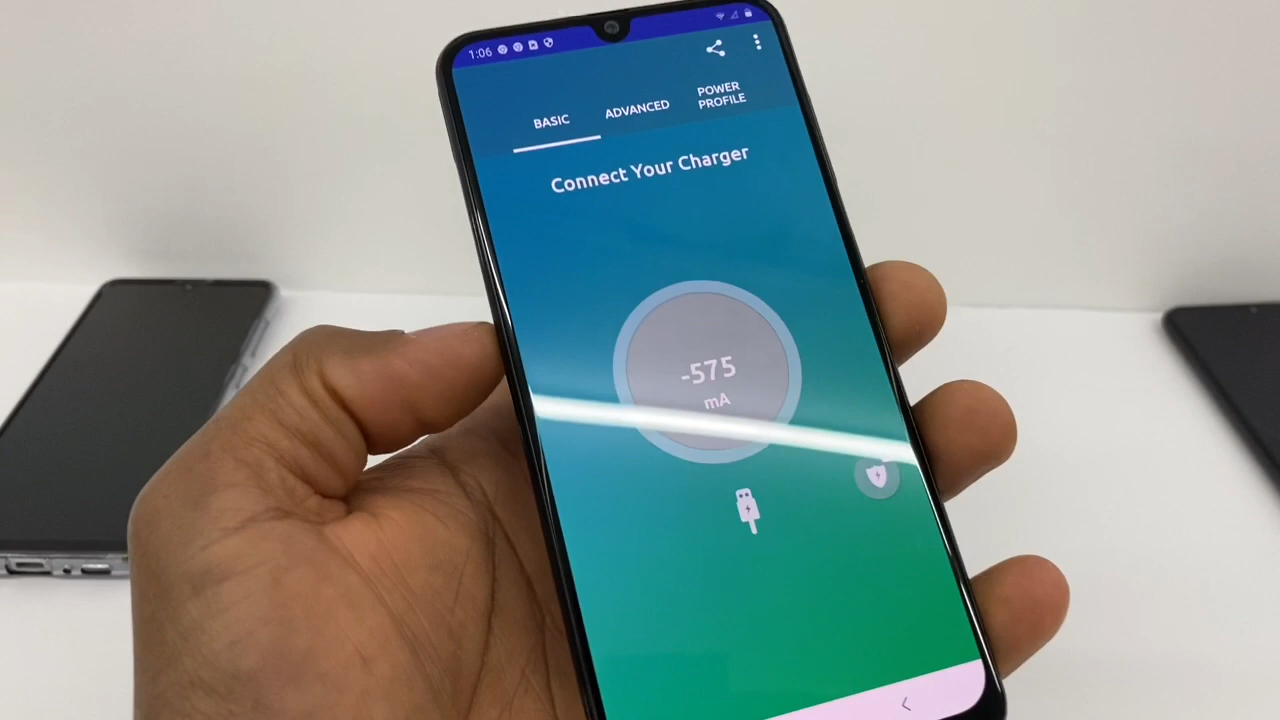 1:06
BASIC
ADVANCED
POWER
PROFILE
Connect Your Charger
-575
mA